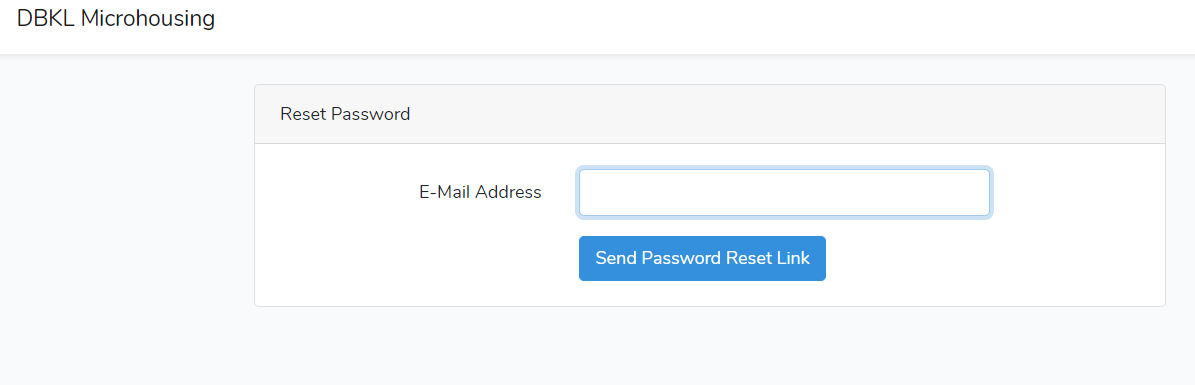 DBKL Microhousing
Reset Password
E-Mail Address
Send Password Reset Link